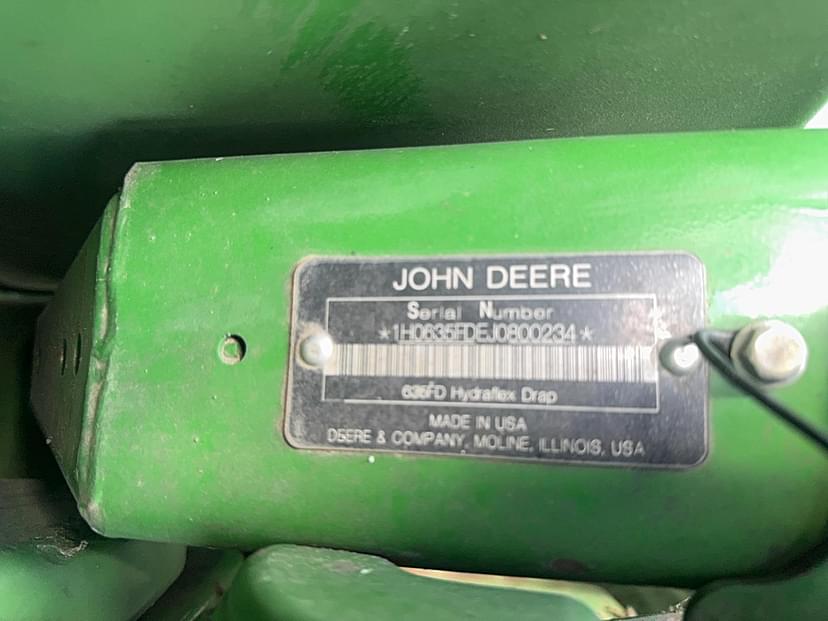 JOHN DEERE
Serial Number
*1H0635FDEJ0800234*
635FD Hydraflex Drap
MADE IN USA
DEERE & COMPANY, MOLINE, ILLINOIS, USA